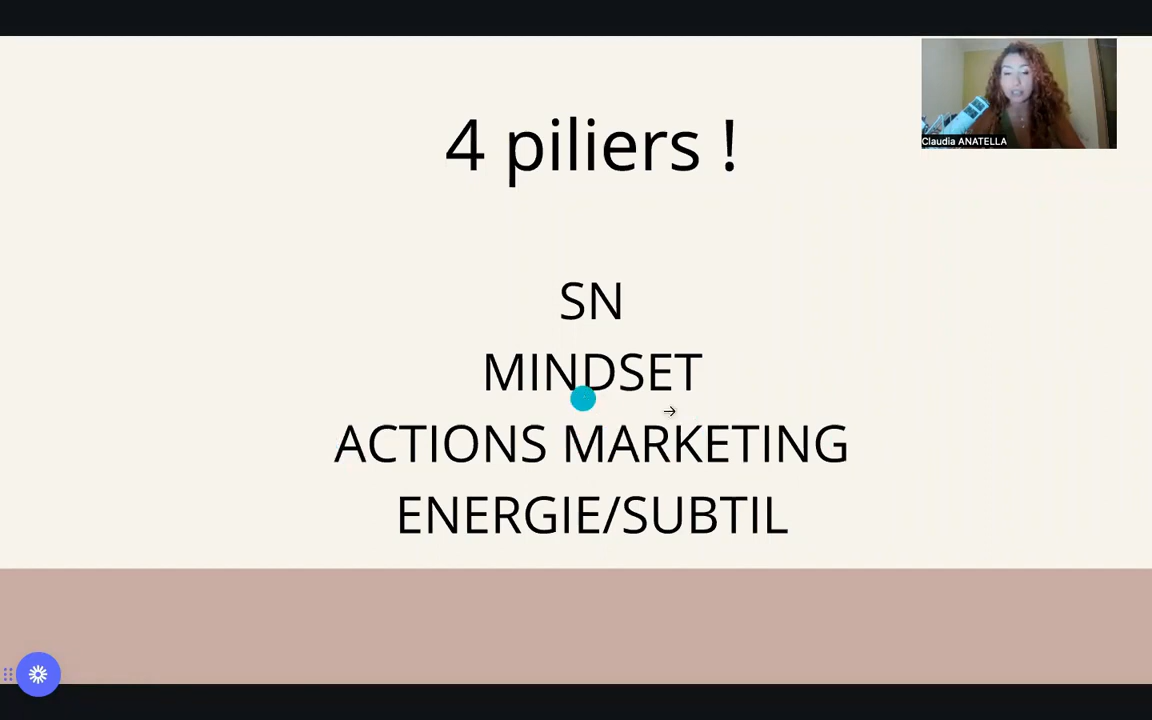 4 piliers !
Claudia ANATELLA
SN
MINDSET
ACTIONS MARKETING
ENERGIE/SUBTIL